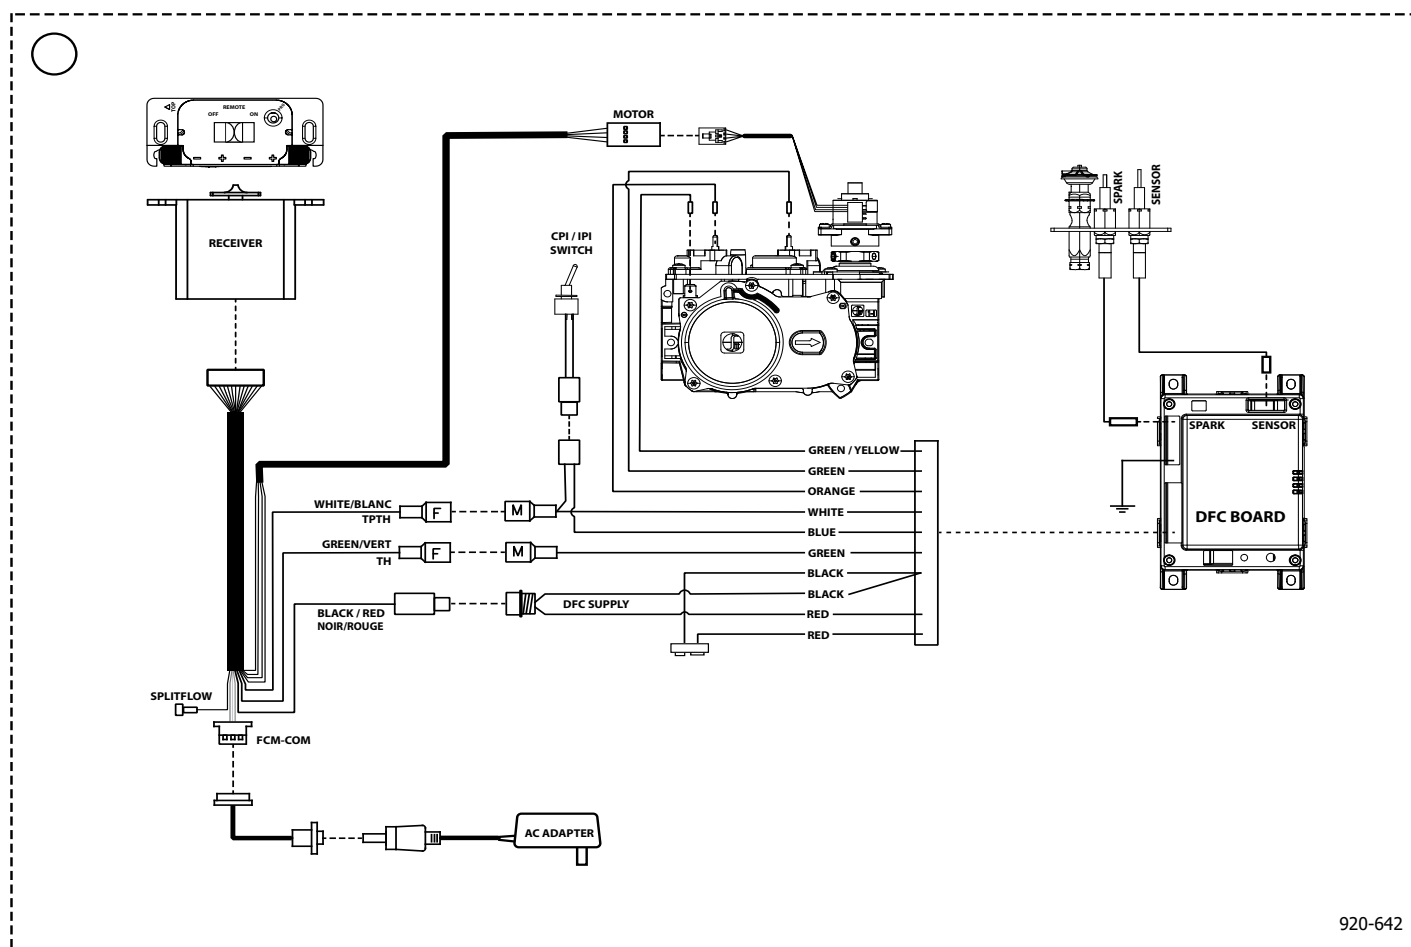 TOP
REMOTE
OFF
ON
PRG
- + - +
RECEIVER
MOTOR
CPI / IPI
SWITCH
SPARK
SENSOR
SPARK
SENSOR
DFC BOARD
GREEN / YELLOW
GREEN
ORANGE
WHITE
BLUE
GREEN
BLACK
BLACK
RED
RED
WHITE/BLANC
TPTH
F
M
GREEN/VERT
TH
F
M
BLACK / RED
NOIR/ROUGE
DFC SUPPLY
SPLITFLOW
FCM-COM
AC ADAPTER
920-642